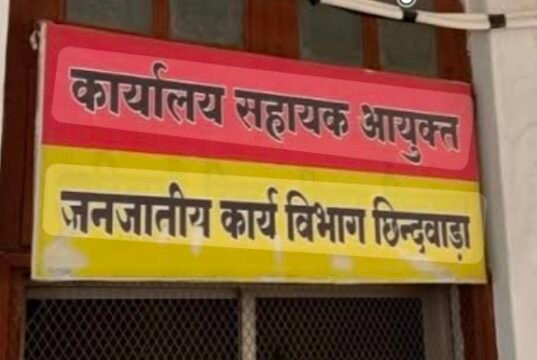 कार्यालय सहायक आयुक्त
जनजातीय कार्य विभाग छिन्दवाड़ा